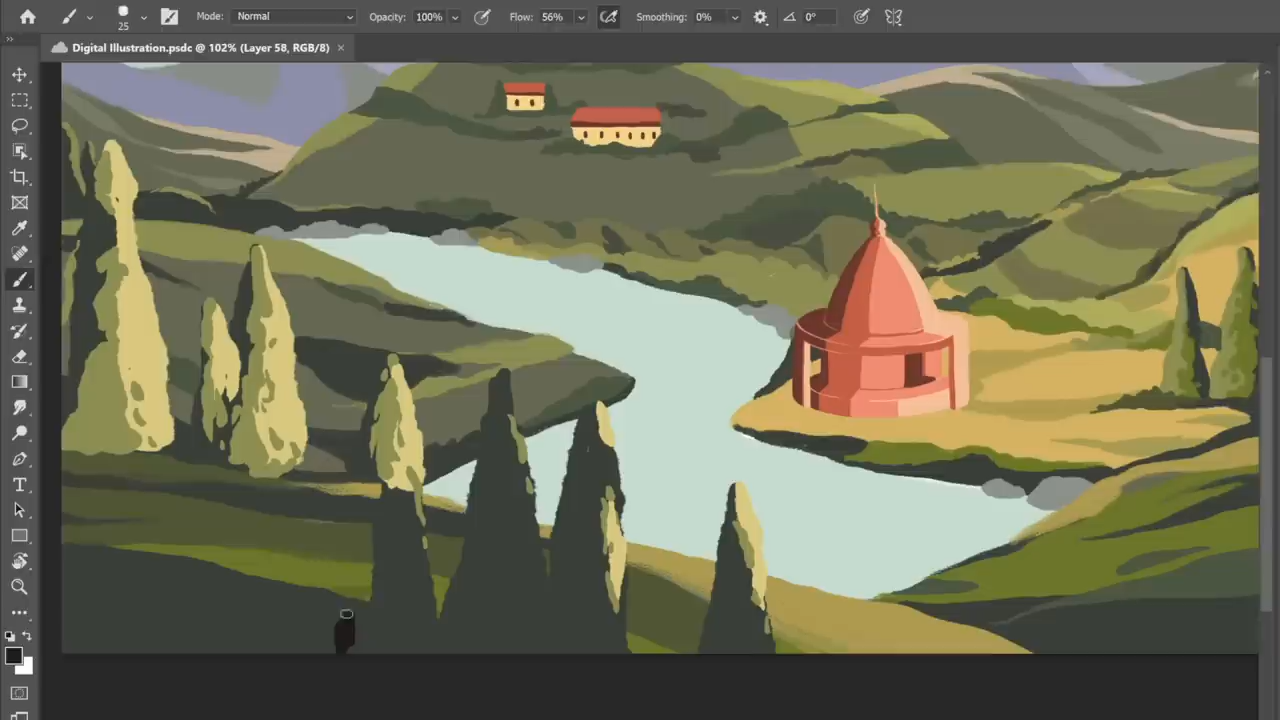 25 Mode: Normal Opacity: 100% Flow: 56% Smoothing: 0% 0°
Digital Illustration.psdc @ 102% (Layer 58, RGB/8) ×